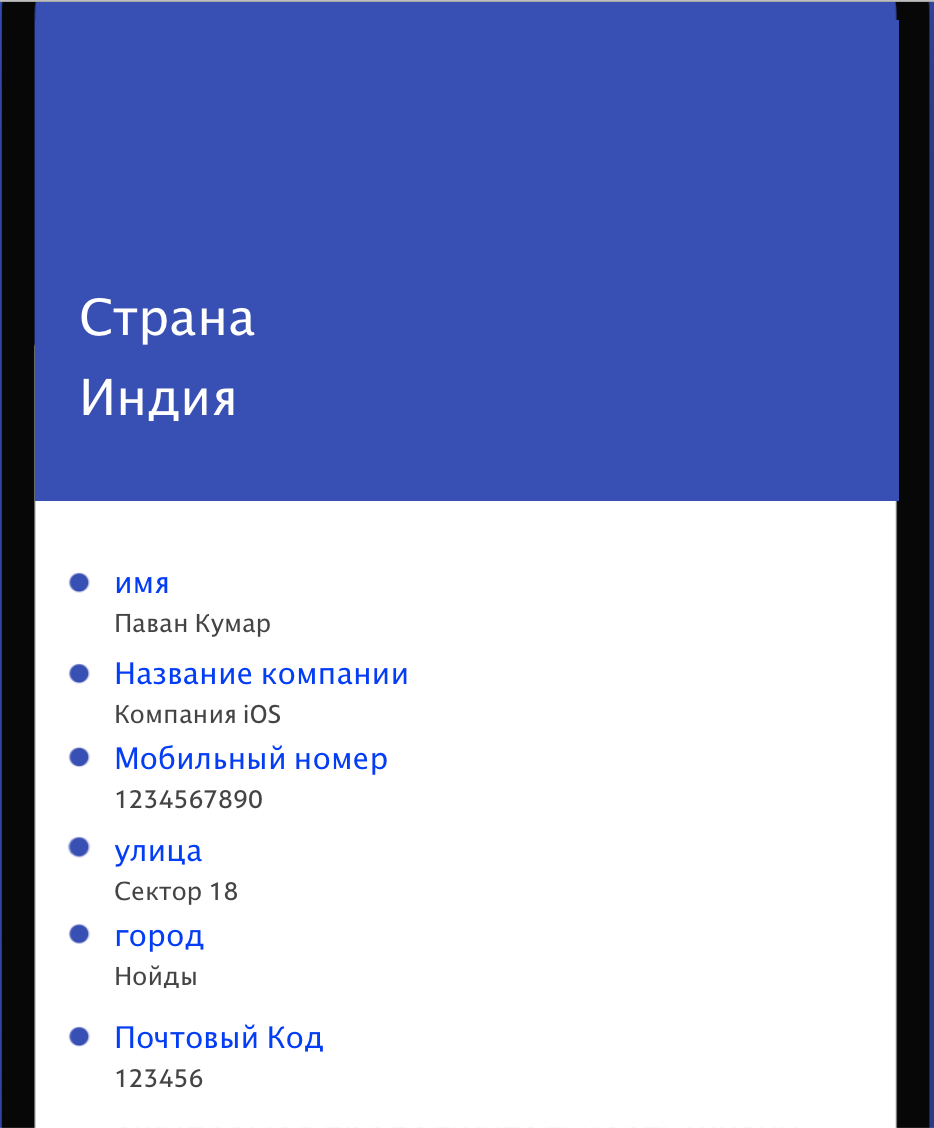 Страна
Индия
имя
Паван Кумар
Название компании
Компания iOS
Мобильный номер
1234567890
улица
Сектор 18
город
Нойды
Почтовый Код
123456